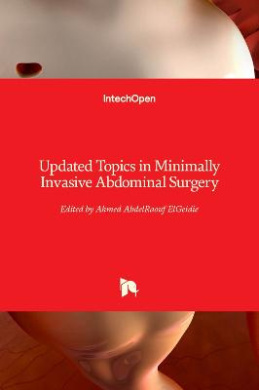 IntechOpen
Updated Topics in Minimally
Invasive Abdominal Surgery
Edited by Ahmed AbdelRaouf ElGeidie